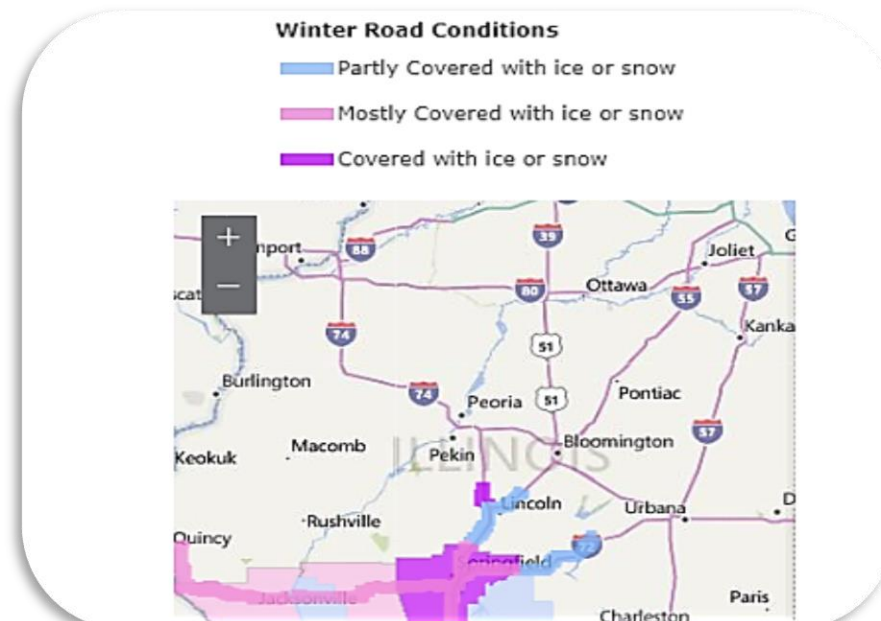 Winter Road Conditions
Partly Covered with ice or snow
Mostly Covered with ice or snow
Covered with ice or snow
+
nport
88
39
Joliet
G
−
scat
80
Ottawa
55
57
74
51
Kanka
Burlington
74
Peoria
51
Pontiac
57
Keokuk
Macomb
Pekin
ILLINOIS
Bloomington
Lincoln
Rushville
Urbana
D
Quincy
Springfield
72
Jacksonville
Paris
Charleston